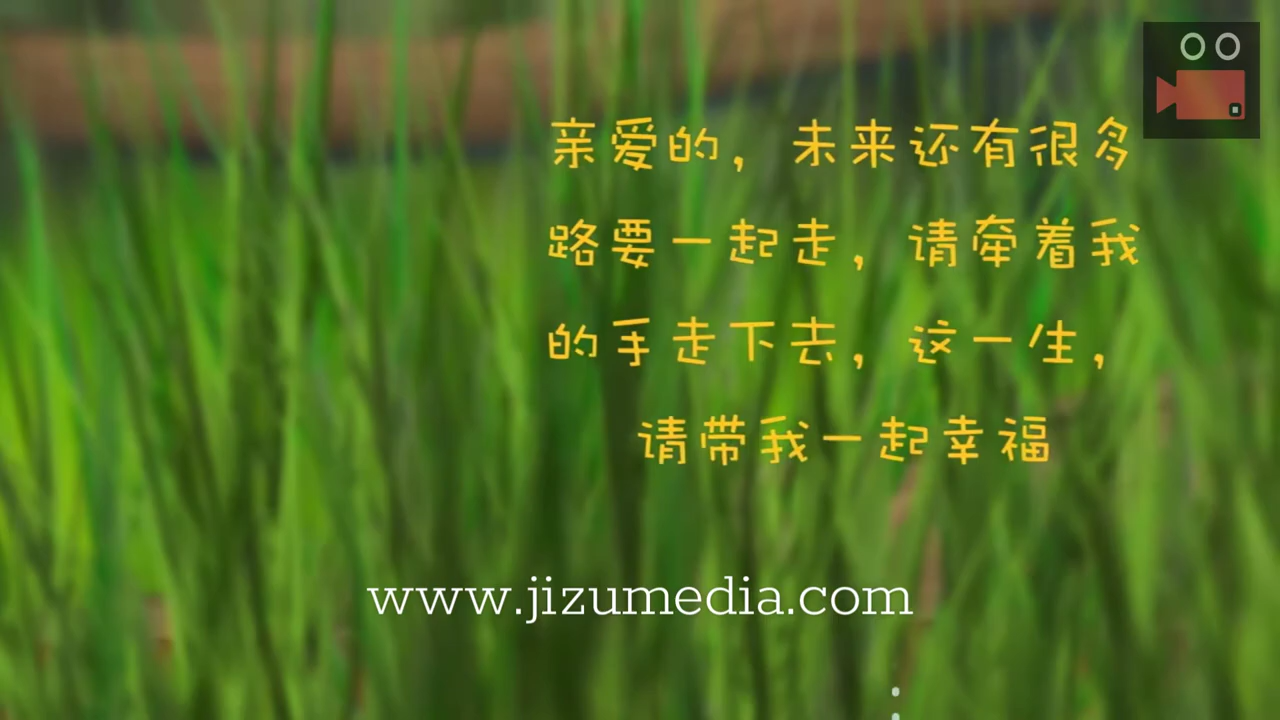 亲爱的，未来还有很多
路要一起走，请牵着我
的手走下去，这一生，
请带我一起幸福
www.jizumedia.com